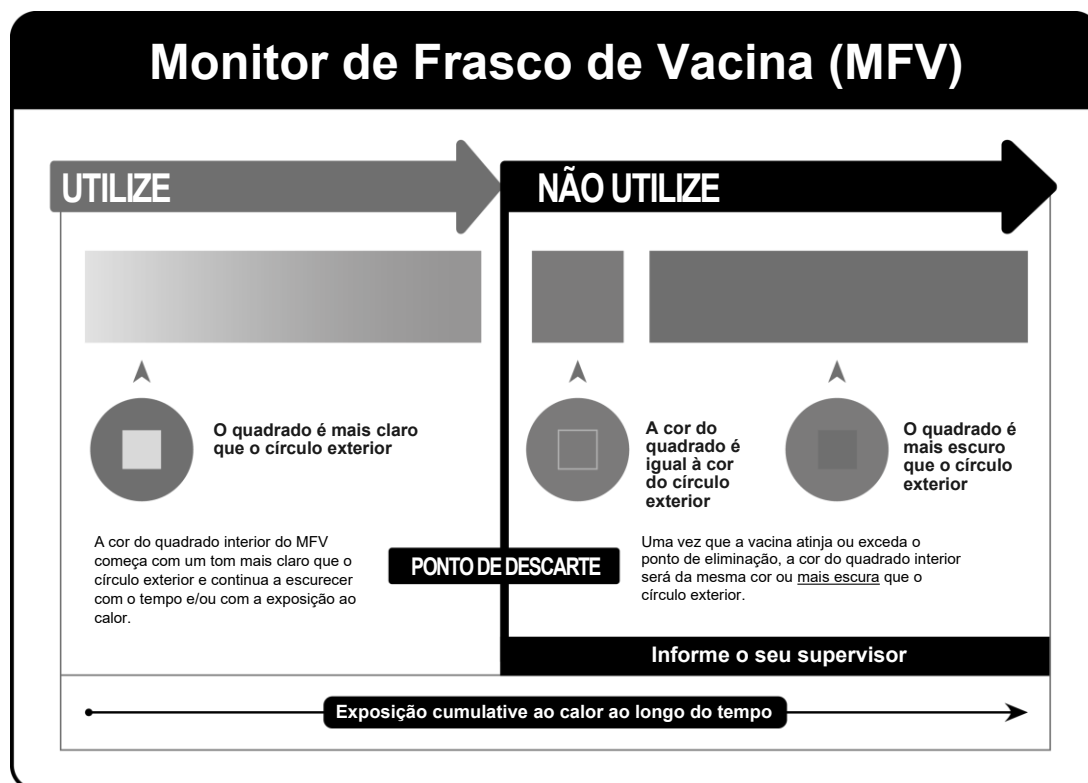 Monitor de Frasco de Vacina (MFV)
UTILIZE
NÃO UTILIZE
O quadrado é mais claro
que o círculo exterior
A cor do
quadrado é
igual à cor
do círculo
exterior
O quadrado é
mais escuro
que o círculo
exterior
A cor do quadrado interior do MFV
começa com um tom mais claro que o
círculo exterior e continua a escurecer
com o tempo e/ou com a exposição ao
calor.
PONTO DE DESCARTE
Uma vez que a vacina atinja ou exceda o
ponto de eliminação, a cor do quadrado interior
será da mesma cor ou mais escura que o
círculo exterior.
Informe o seu supervisor
Exposição cumulative ao calor ao longo do tempo